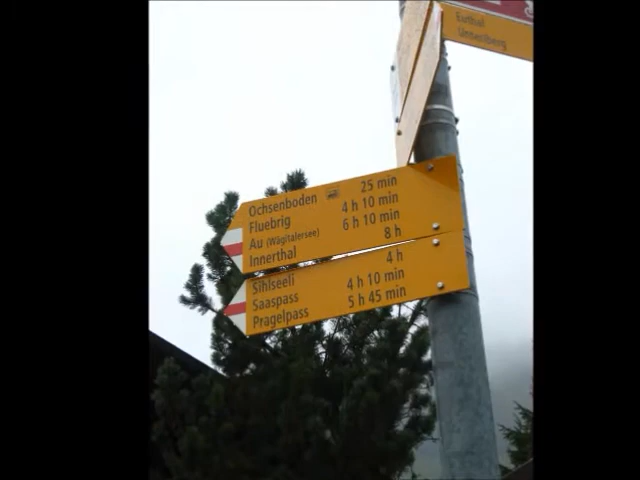 Euthal
Ochsenboden 25 min
Fluebrig 4 h 10 min
Au (Wägitalersee) 6 h 10 min
Innerthal 8 h
Sihlseeli 4 h
Saaspass 4 h 10 min
Pragelpass 5 h 45 min